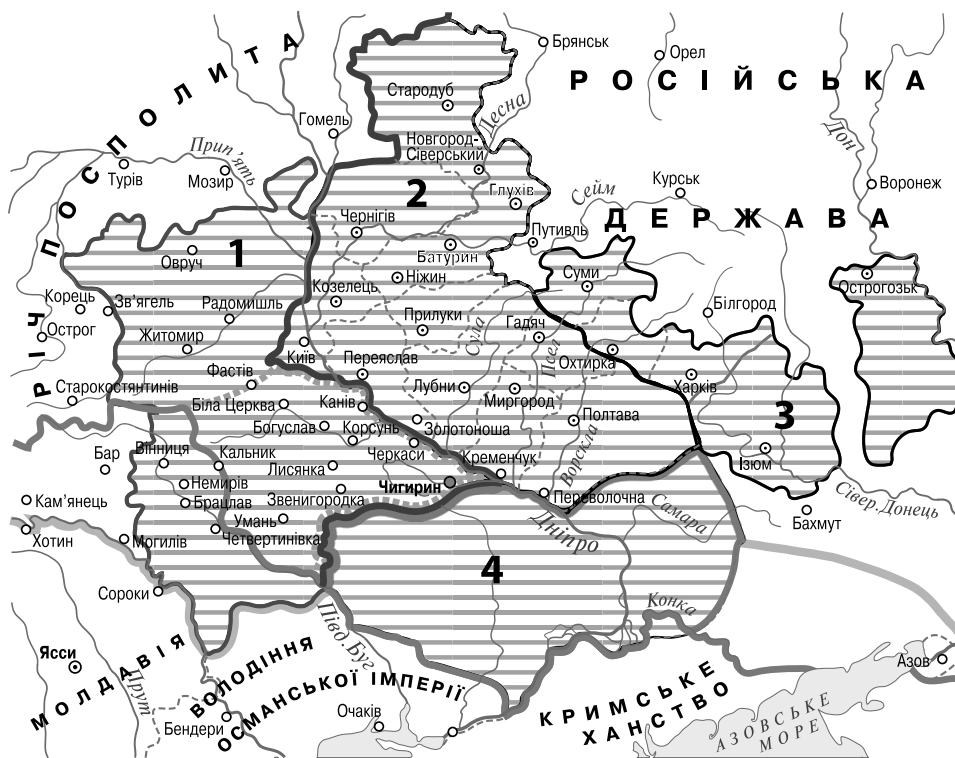 РІЧ ПОСПОЛИТА
РОСІЙСЬКА
ДЕРЖАВА
Брянськ
Орел
Стародуб
Десна
Гомель
Новгород-
Сіверський
Прип’ять
Турів
Мозир
Дон
Воронеж
Курськ
Сейм
2
Глухів
Чернігів
Путивль
1
Овруч
Батурин
Ніжин
Суми
Острогозьк
Козелець
Корець
Зв’ягель
Радомишль
Білгород
Острог
Прилуки
Гадяч
Сула
Псел
Житомир
Київ
Переяслав
Охтирка
Фастів
Харків
Старокостянтинів
Лубни
Миргород
3
Біла Церква
Канів
Полтава
Богуслав
Корсунь
Золотоноша
Ворскла
Бар
Вінниця
Кальник
Черкаси
Кременчук
Ізюм
Лисянка
Немирів
Чигирин
Кам’янець
Брацлав
Звенигородка
Переволочна
Самара
Сівер. Донець
Умань
Бахмут
Хотин
Могилів
Четвертинівка
Дніпро
4
Сороки
Півд. Буг
Конка
Ясси
МОЛДАВІЯ
Прут
ВОЛОДІННЯ
ОСМАНСЬКОЇ ІМПЕРІЇ
Азов
Бендери
Очаків
КРИМСЬКЕ
ХАНСТВО
АЗОВСЬКЕ
МОРЕ